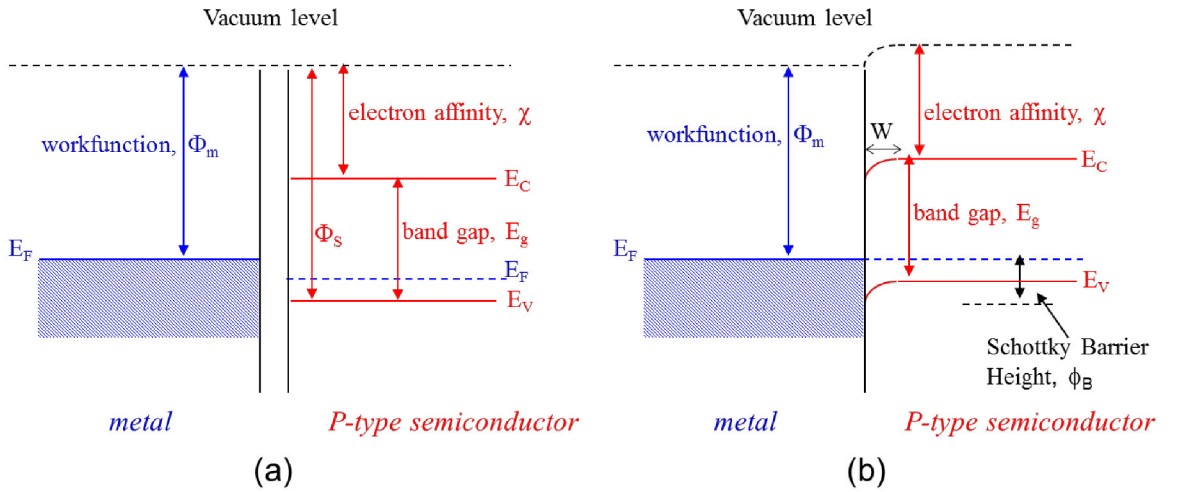 Vacuum level
electron affinity, χ
workfunction, Φm
EC
ΦS
band gap, Eg
EF
EF
EV
metal
P-type semiconductor
(a)
Vacuum level
electron affinity, χ
workfunction, Φm
W
EC
band gap, Eg
EF
EV
Schottky Barrier
Height, ϕB
metal
P-type semiconductor
(b)